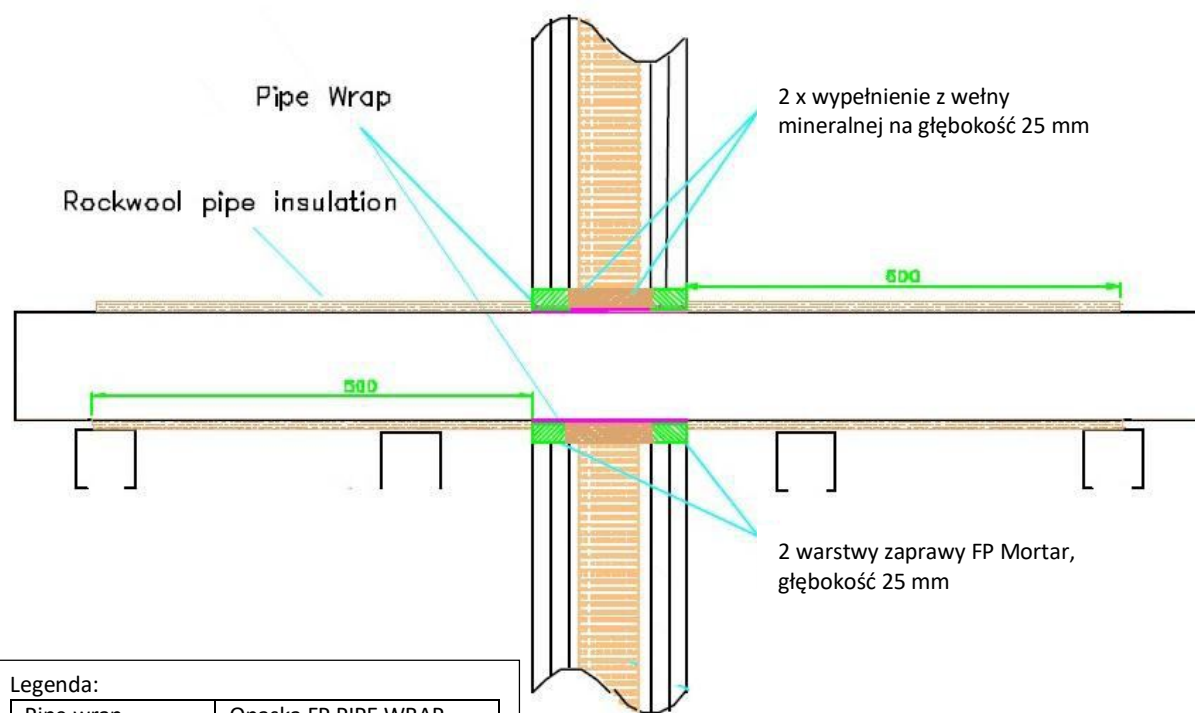 Pipe Wrap
2 x wypełnienie z wełny
mineralnej na głębokość 25 mm
Rockwool pipe insulation
500
500
2 warstwy zaprawy FP Mortar,
głębokość 25 mm
Legenda:
Pipe wrap Opaska FP PIPE WRAP